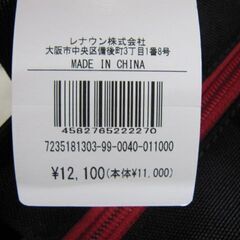 レナウン株式会社
大阪市中央区備後町3丁目1番8号
MADE IN CHINA
4582765222270
7235181303-99-0040-011000
¥12,100(本体¥11,000)